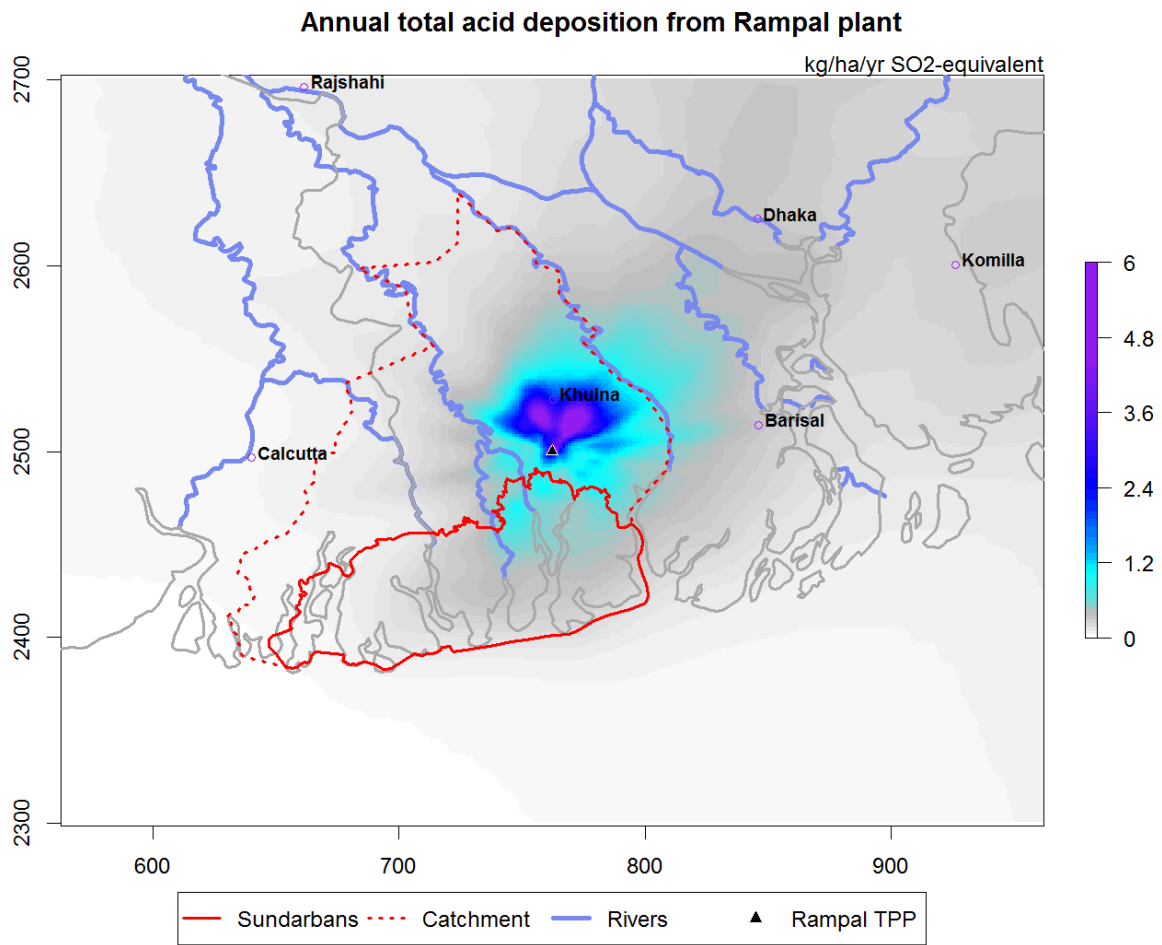 Annual total acid deposition from Rampal plant
kg/ha/yr SO2-equivalent
2700
Rajshahi
Dhaka
2600
Komilla
6
4.8
Khulna
3.6
Barisal
2500
Calcutta
2.4
1.2
2400
0
2300
600 700 800 900
Sundarbans Catchment Rivers Rampal TPP